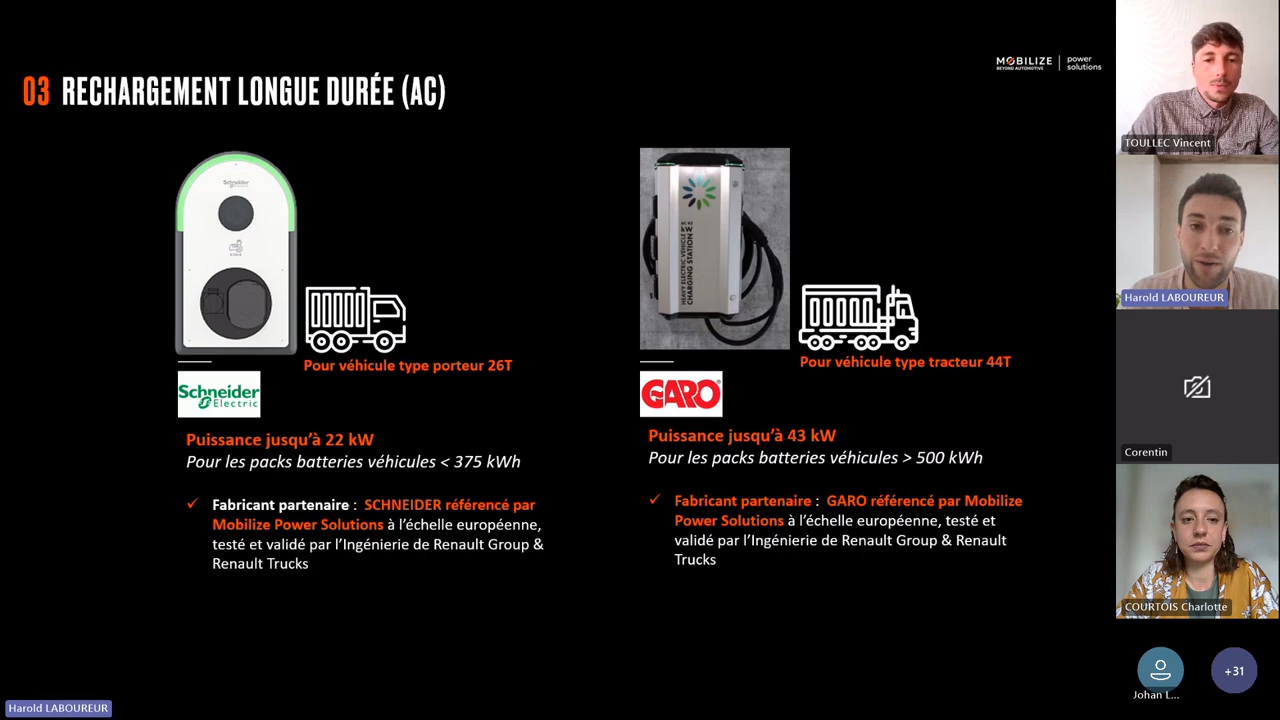 03 RECHARGEMENT LONGUE DURÉE (AC)
MOBILIZE
BEYOND AUTOMOTIVE
power
solutions
Schneider
Pour véhicule type porteur 26T
Schneider
Electric
Puissance jusqu’à 22 kW
Pour les packs batteries véhicules < 375 kWh
✓ Fabricant partenaire : SCHNEIDER référencé par
Mobilize Power Solutions à l’échelle européenne,
testé et validé par l’Ingénierie de Renault Group &
Renault Trucks
HEAVY ELECTRIC VEHICLE
CHARGING STATION
Pour véhicule type tracteur 44T
GARO
Puissance jusqu’à 43 kW
Pour les packs batteries véhicules > 500 kWh
✓ Fabricant partenaire : GARO référencé par Mobilize
Power Solutions à l’échelle européenne, testé et
validé par l’Ingénierie de Renault Group & Renault
Trucks
TOULLEC Vincent
Harold LABOUREUR
Corentin
COURTOIS Charlotte
Johan L...
+31
Harold LABOUREUR